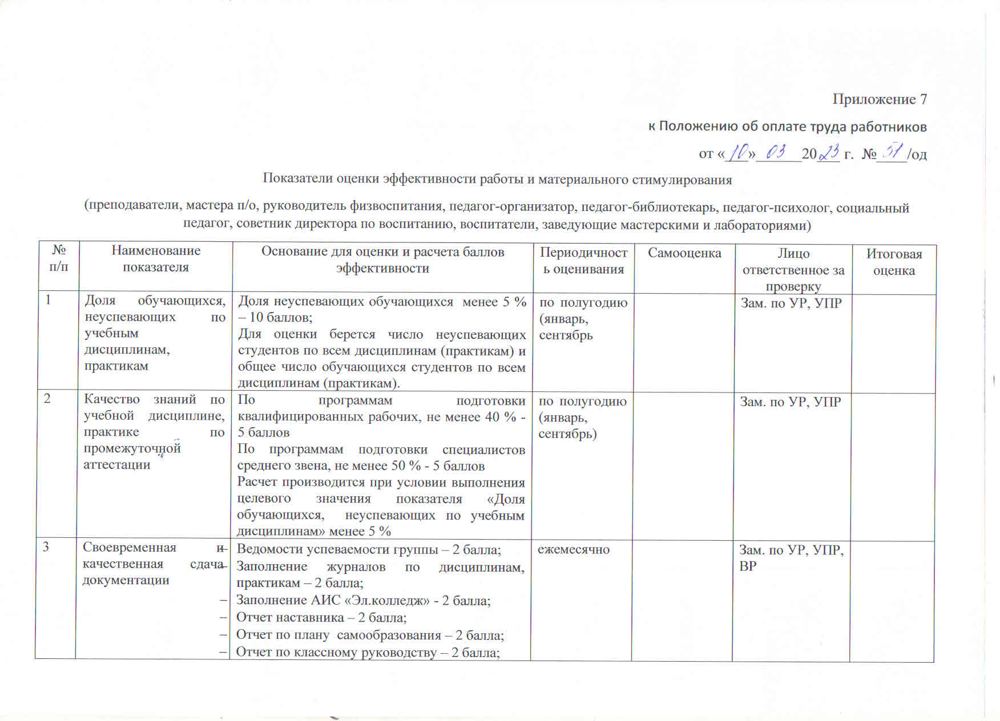 Приложение 7
к Положению об оплате труда работников
от «10» 03 2023 г. № 51/од
Показатели оценки эффективности работы и материального стимулирования
(преподаватели, мастера п/о, руководитель физвоспитания, педагог-организатор, педагог-библиотекарь, педагог-психолог, социальный
педагог, советник директора по воспитанию, воспитатели, заведующие мастерскими и лабораториями)
№
п/п
Наименование
показателя
Основание для оценки и расчета баллов
эффективности
Периодичност
ь оценивания
Самооценка
Лицо
ответственное за
проверку
Итоговая
оценка
1
Доля обучающихся,
неуспевающих по
учебным
дисциплинам,
практикам
Доля неуспевающих обучающихся менее 5 %
– 10 баллов;
Для оценки берется число неуспевающих
студентов по всем дисциплинам (практикам) и
общее число обучающихся студентов по всем
дисциплинам (практикам).
по полугодию
(январь,
сентябрь
Зам. по УР, УПР
2
Качество знаний по
учебной дисциплине,
практике по
промежуточной
аттестации
По программам подготовки
квалифицированных рабочих, не менее 40 % -
5 баллов
По программам подготовки специалистов
среднего звена, не менее 50 % - 5 баллов
Расчет производится при условии выполнения
целевого значения показателя «Доля
обучающихся, неуспевающих по учебным
дисциплинам» менее 5 %
по полугодию
(январь,
сентябрь)
Зам. по УР, УПР
3
Своевременная и
качественная сдача
документации
– Ведомости успеваемости группы – 2 балла;
– Заполнение журналов по дисциплинам,
практикам – 2 балла;
– Заполнение АИС «Эл.колледж» - 2 балла;
– Отчет наставника – 2 балла;
– Отчет по плану самообразования – 2 балла;
– Отчет по классному руководству – 2 балла;
ежемесячно
Зам. по УР, УПР,
ВР